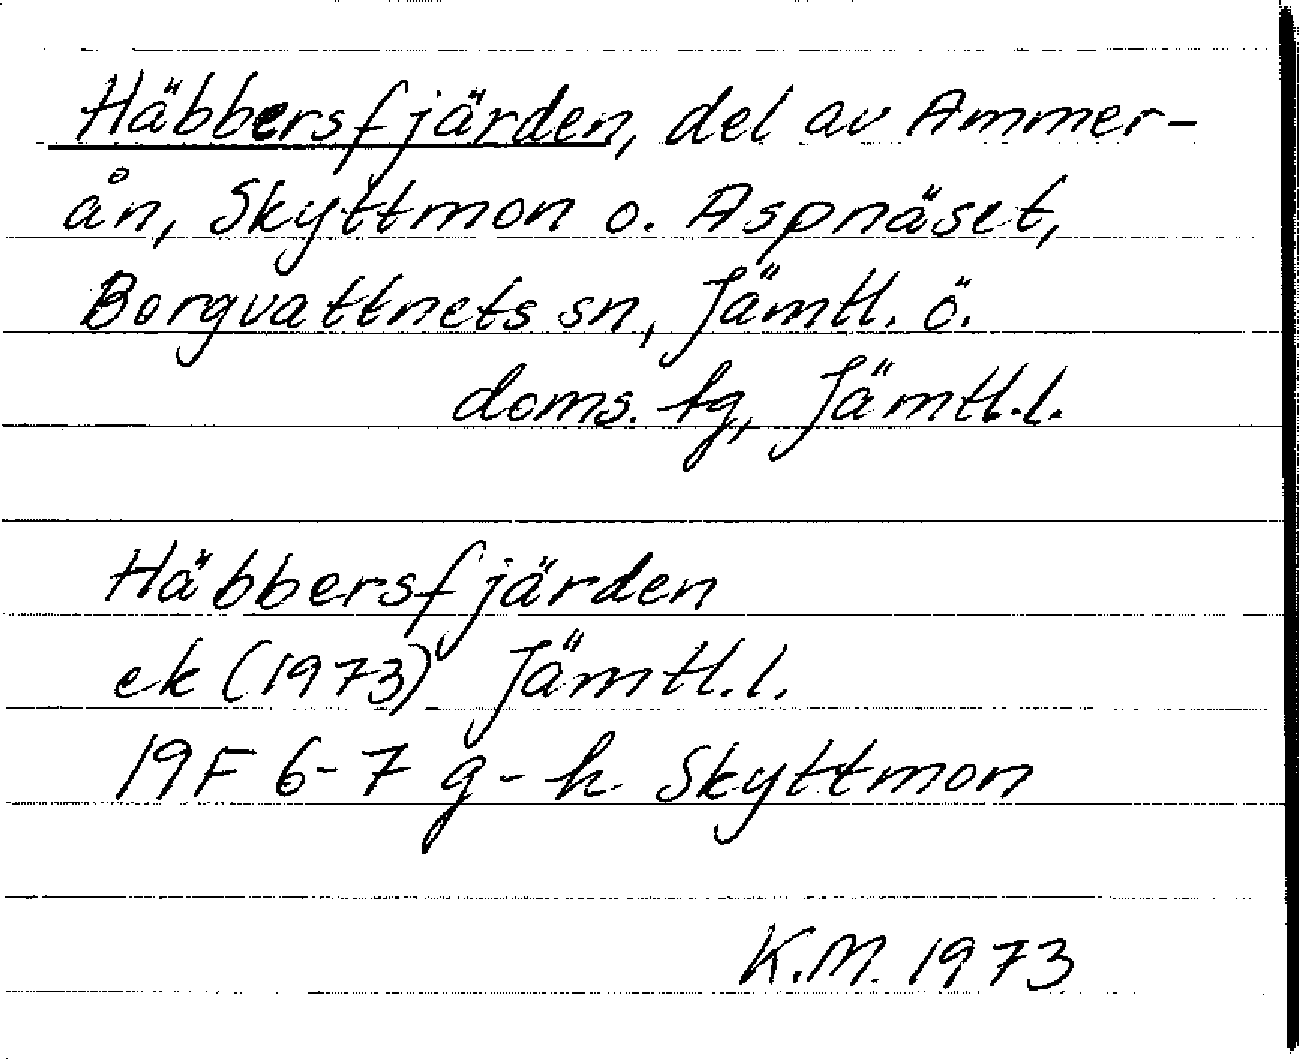 Häbbersfjärden, del av Ammer-
ån, Skyttmon o. Aspnäset,
Borgvattnets sn, Jämtl. ö.
doms. tg, Jämtl.l.
Häbbersfjärden
ek (1973) Jämtl.l.
19F 6-7 g-h Skyttmon
K.M. 1973